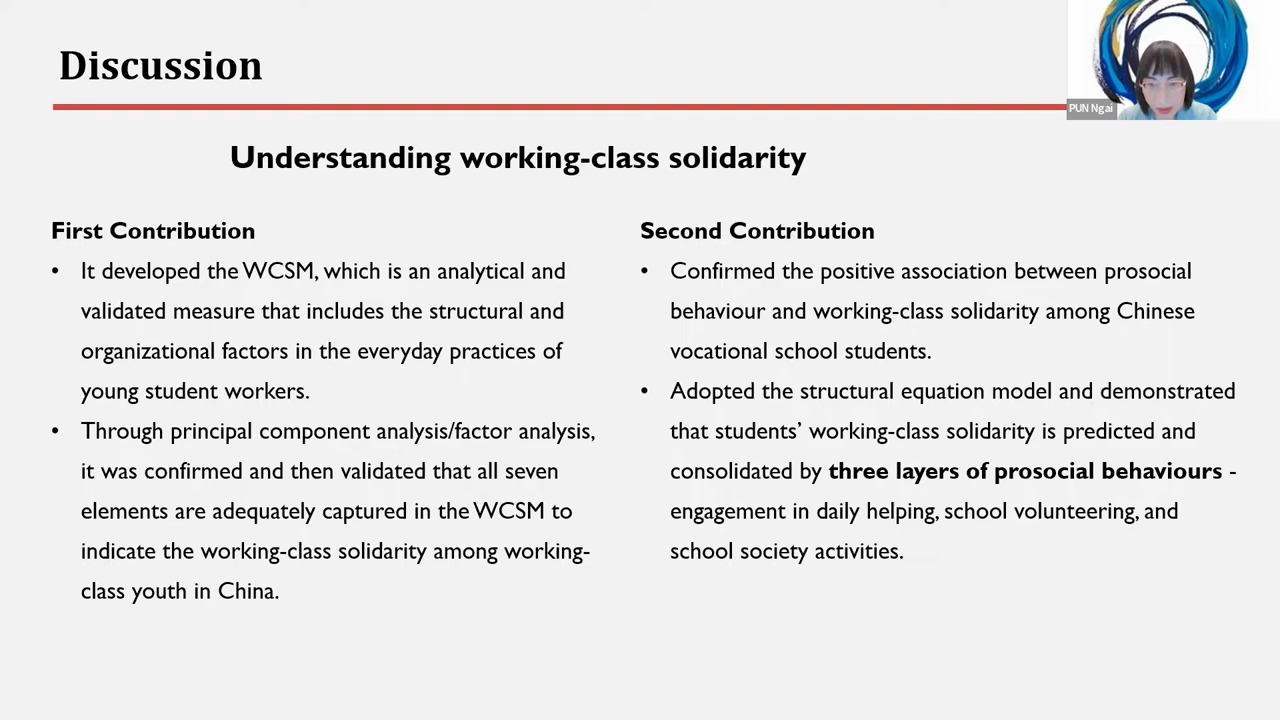 Discussion
PUN Ngai
Understanding working-class solidarity
First Contribution
• It developed the WCSM, which is an analytical and
validated measure that includes the structural and
organizational factors in the everyday practices of
young student workers.
• Through principal component analysis/factor analysis,
it was confirmed and then validated that all seven
elements are adequately captured in the WCSM to
indicate the working-class solidarity among working-
class youth in China.
Second Contribution
• Confirmed the positive association between prosocial
behaviour and working-class solidarity among Chinese
vocational school students.
• Adopted the structural equation model and demonstrated
that students’ working-class solidarity is predicted and
consolidated by three layers of prosocial behaviours -
engagement in daily helping, school volunteering, and
school society activities.